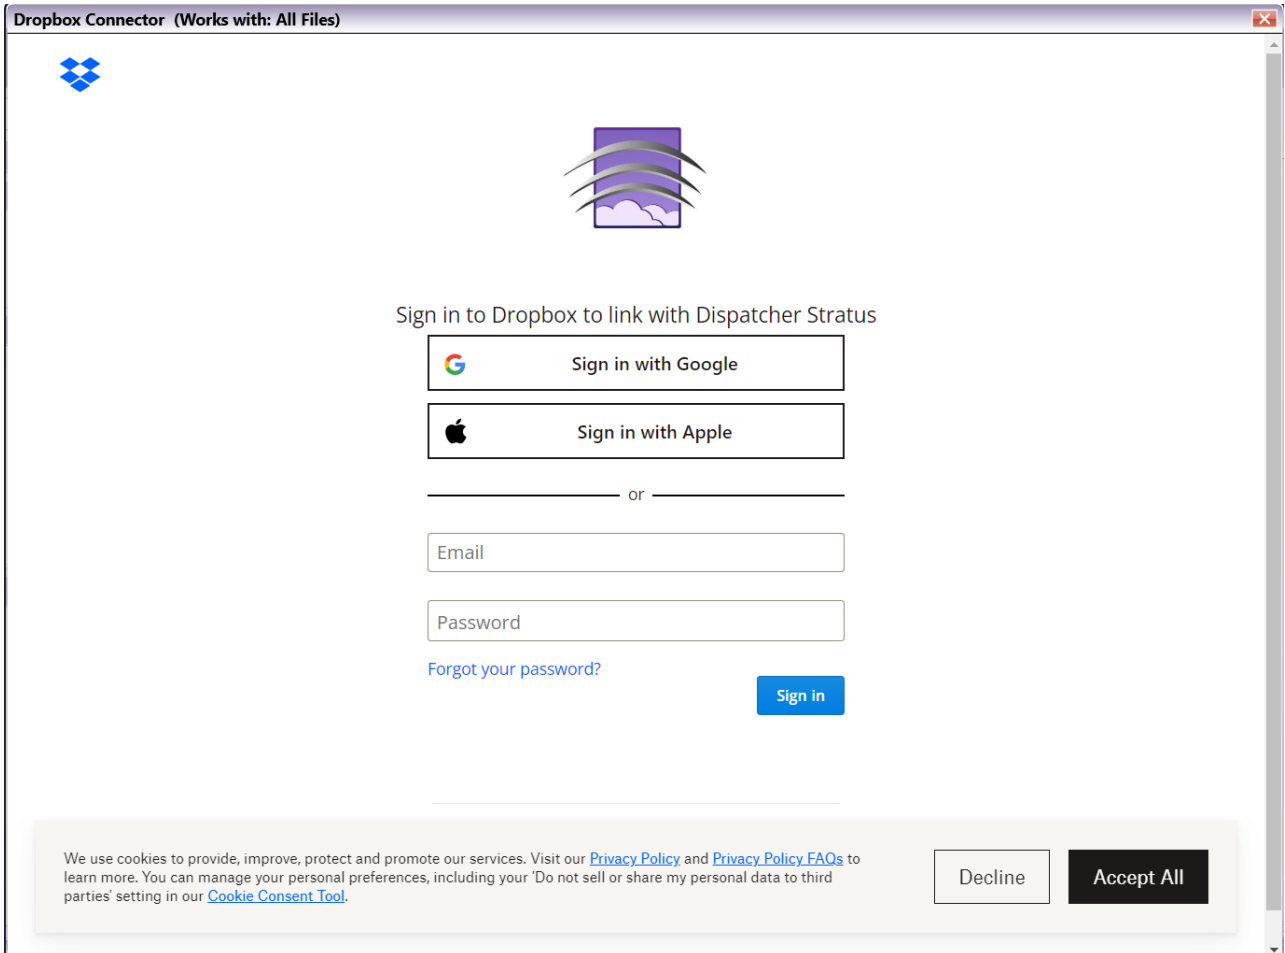 Dropbox Connector  (Works with: All Files)
Sign in to Dropbox to link with Dispatcher Stratus
Sign in with Google
Sign in with Apple
or
Email
Password
Forgot your password?
Sign in
We use cookies to provide, improve, protect and promote our services. Visit our Privacy Policy and Privacy Policy FAQs to
learn more. You can manage your personal preferences, including your 'Do not sell or share my personal data to third
parties' setting in our Cookie Consent Tool.
Decline
Accept All